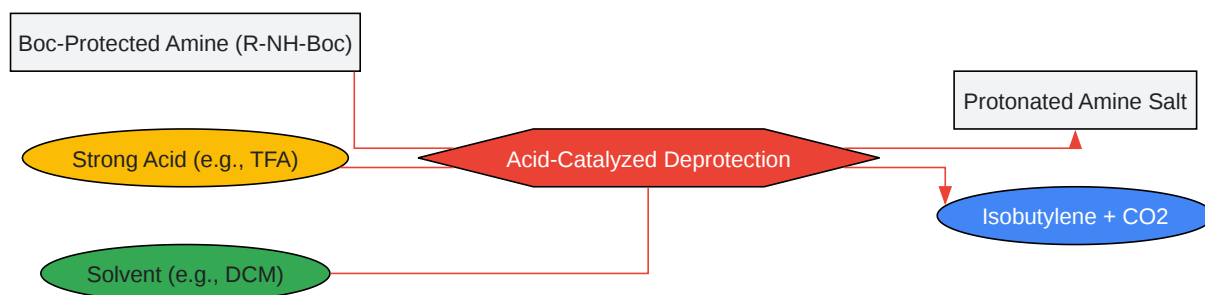 Boc-Protected Amine (R-NH-Boc)
Strong Acid (e.g., TFA)
Solvent (e.g., DCM)
Acid-Catalyzed Deprotection
Protonated Amine Salt
Isobutylene + CO2